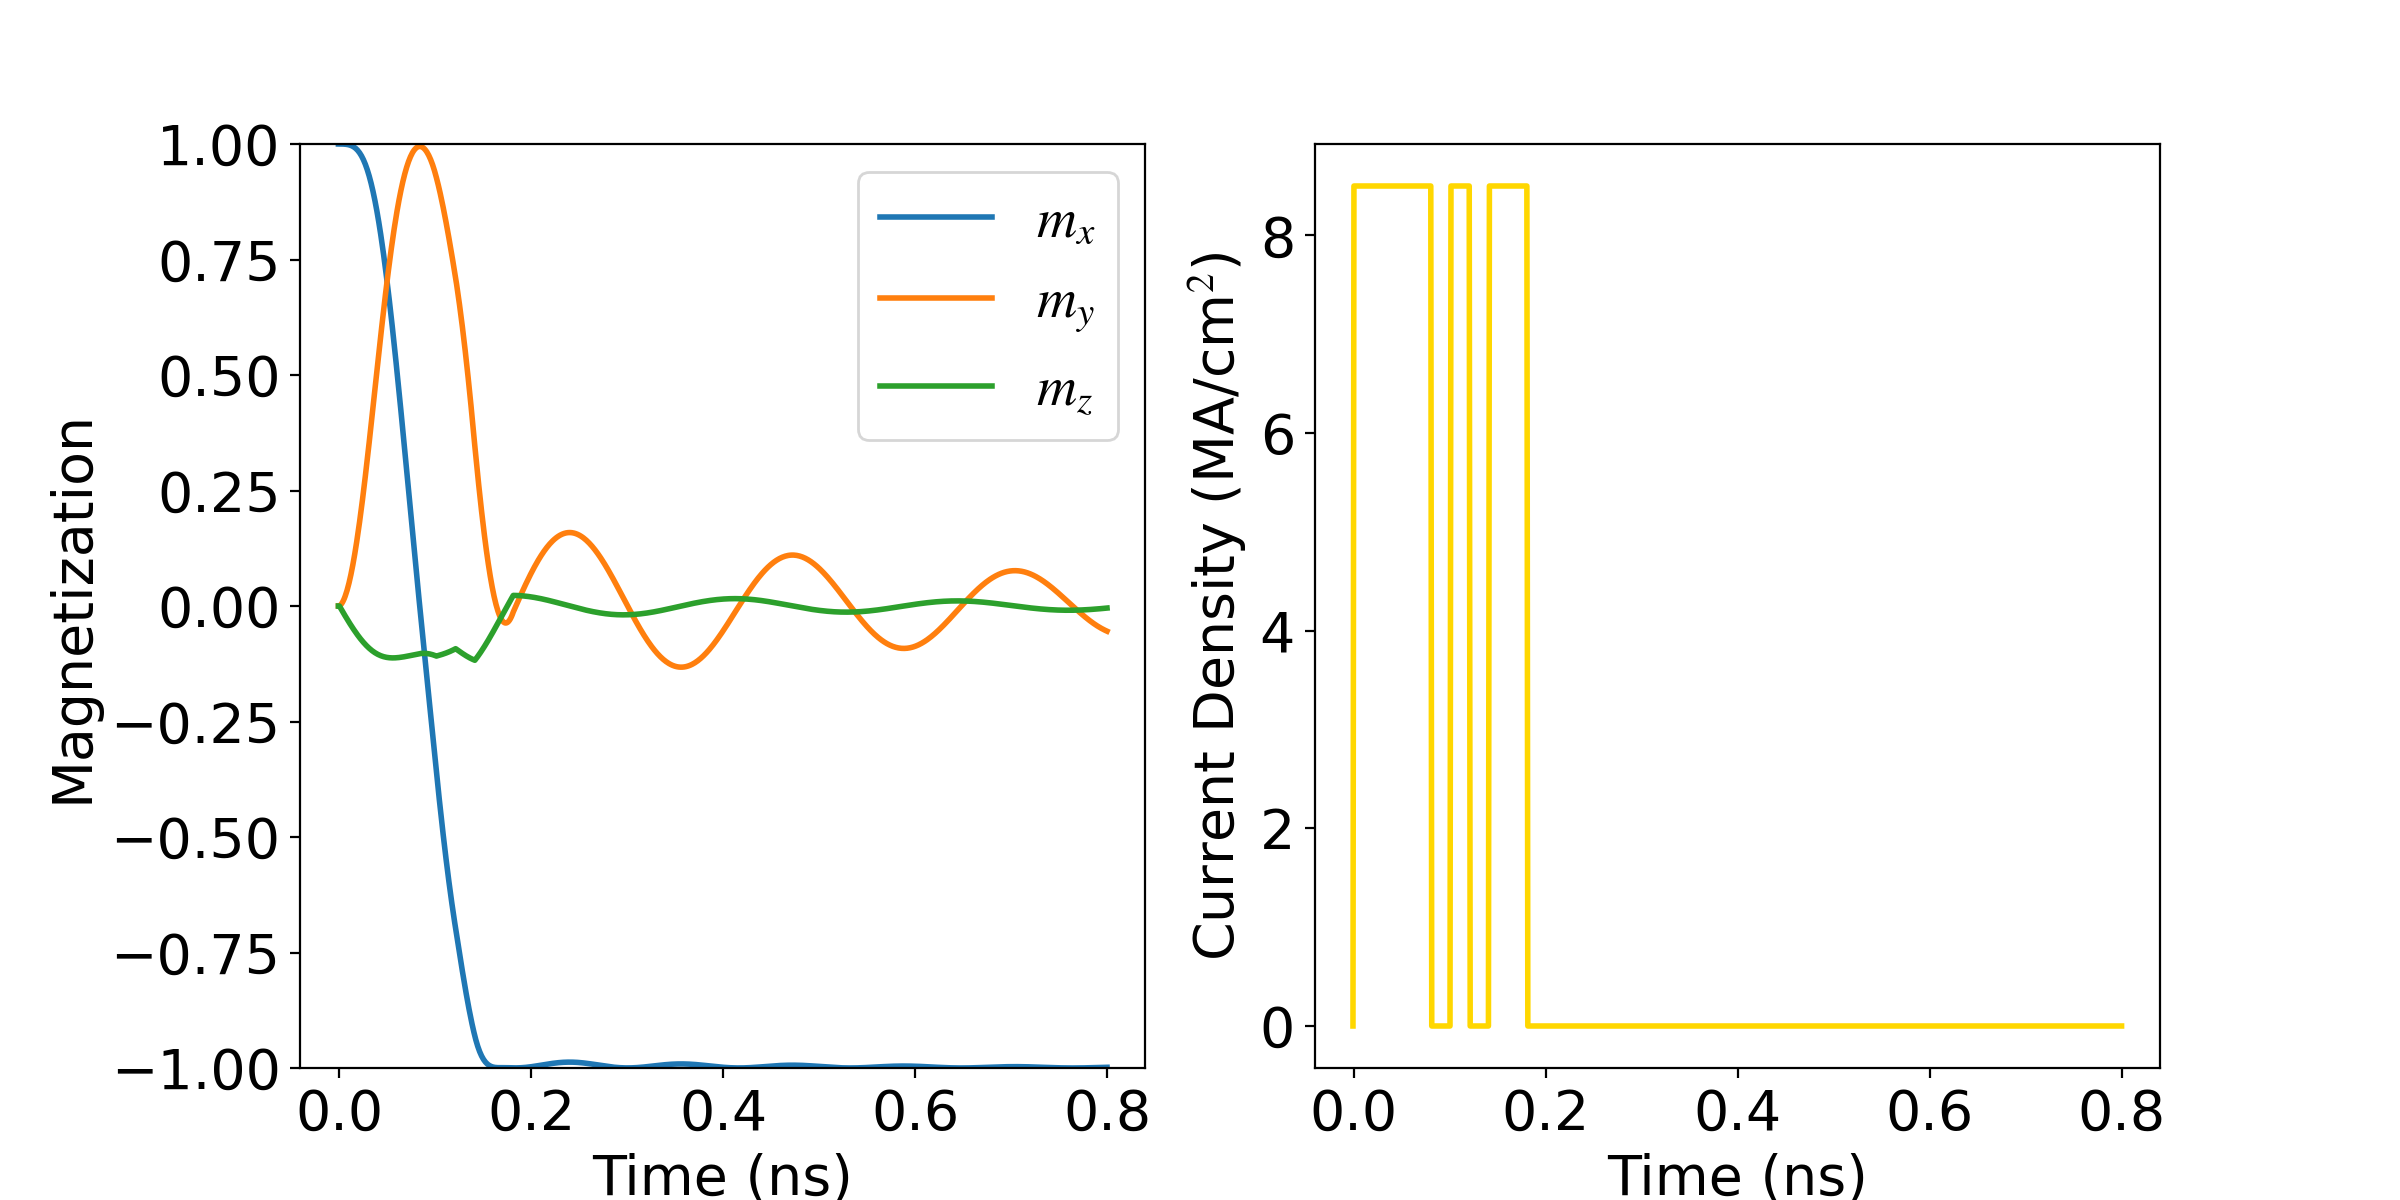 Magnetization
1.00
0.75
0.50
0.25
0.00
−0.25
−0.50
−0.75
−1.00
0.0 0.2 0.4 0.6 0.8
Time (ns)
m_x
m_y
m_z
Current Density (MA/cm²)
8
6
4
2
0
0.0 0.2 0.4 0.6 0.8
Time (ns)